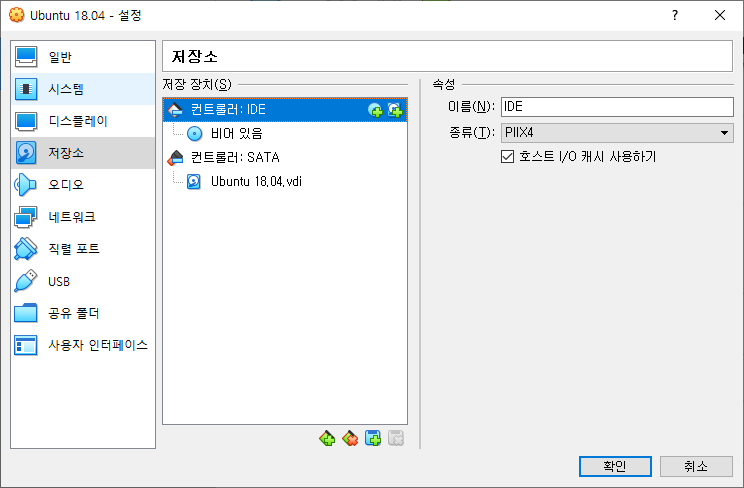 Ubuntu 18.04 - 설정
일반
시스템
디스플레이
저장소
오디오
네트워크
직렬 포트
USB
공유 폴더
사용자 인터페이스
저장소
저장 장치(S)
컨트롤러: IDE
비어 있음
컨트롤러: SATA
Ubuntu 18.04.vdi
속성
이름(N): IDE
종류(T): PIIX4
호스트 I/O 캐시 사용하기
확인 취소